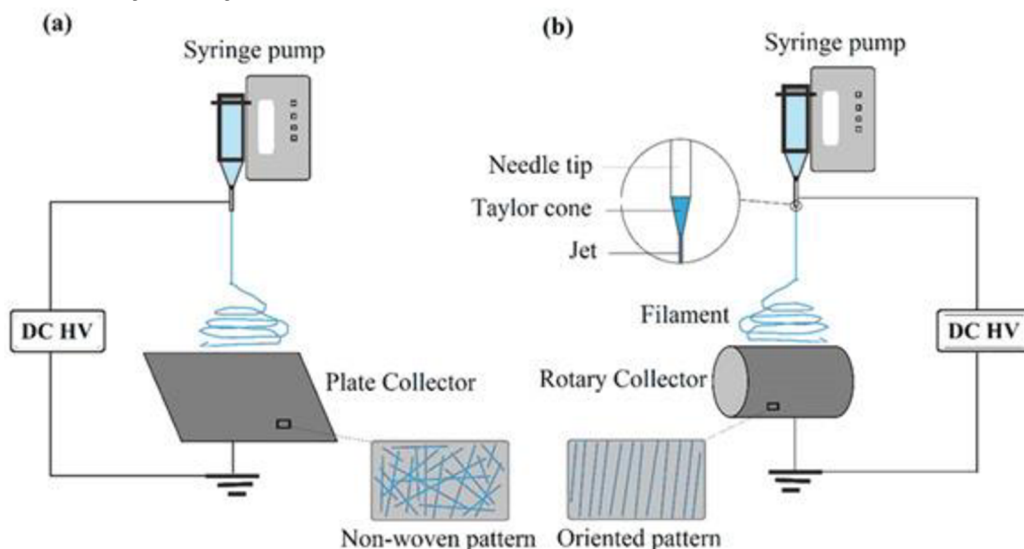 (a)
Syringe pump
DC HV
Plate Collector
Non-woven pattern
(b)
Syringe pump
Needle tip
Taylor cone
Jet
Filament
DC HV
Rotary Collector
Oriented pattern